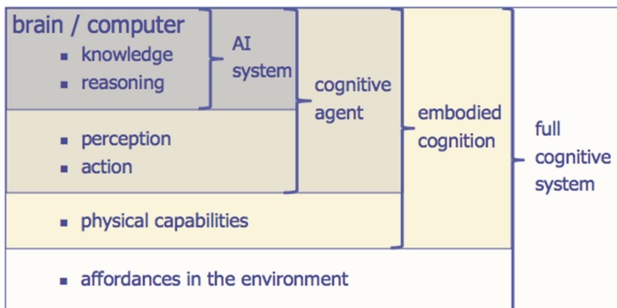 brain / computer
▪ knowledge
▪ reasoning
AI
system
▪ perception
▪ action
cognitive
agent
▪ physical capabilities
embodied
cognition
▪ affordances in the environment
full
cognitive
system